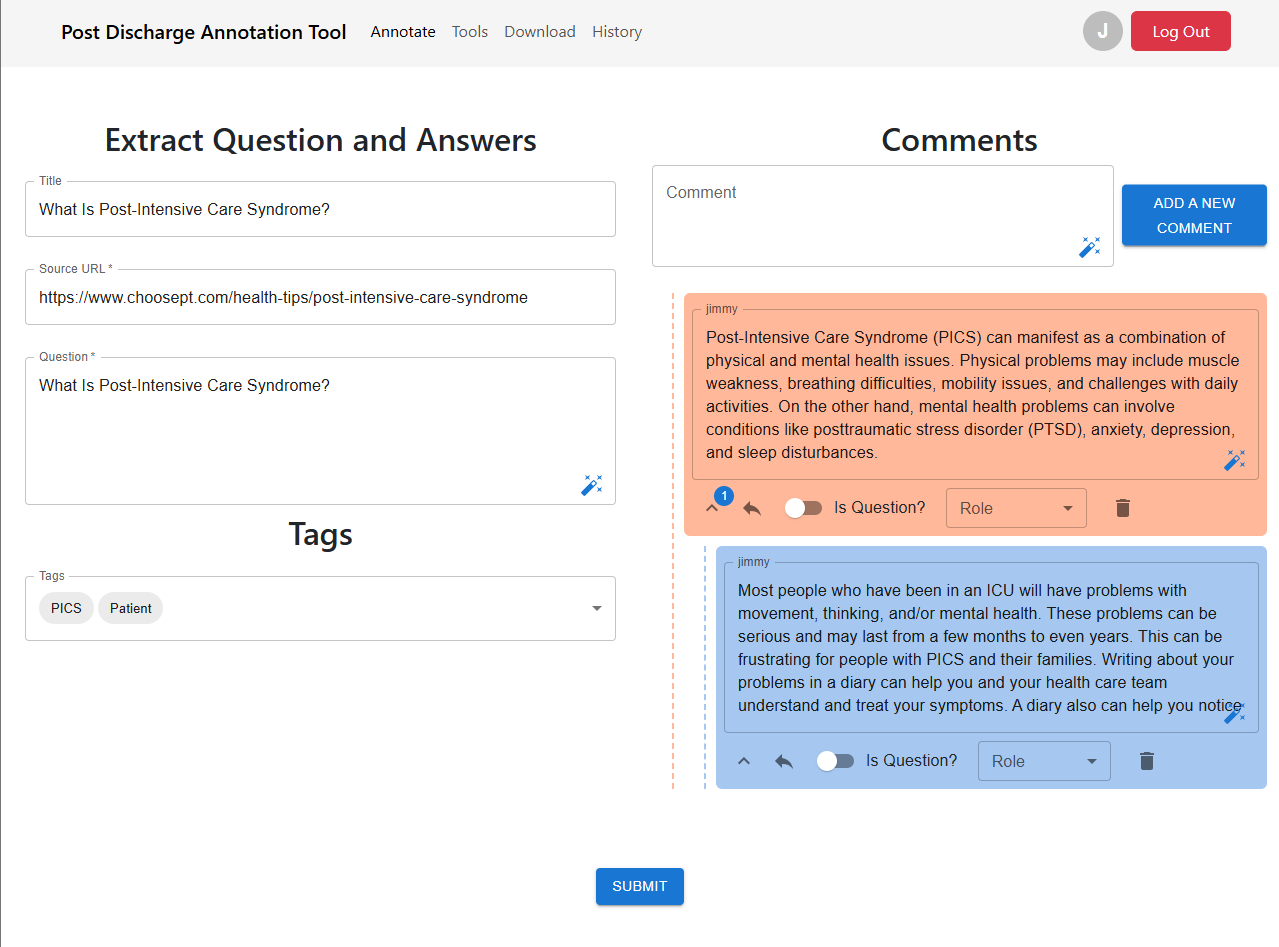 Post Discharge Annotation Tool Annotate Tools Download History J Log Out
Extract Question and Answers
Title
What Is Post-Intensive Care Syndrome?
Source URL *
https://www.choosept.com/health-tips/post-intensive-care-syndrome
Question *
What Is Post-Intensive Care Syndrome?
Tags
Tags
PICS Patient
Comments
Comment
ADD A NEW
COMMENT
jimmy
Post-Intensive Care Syndrome (PICS) can manifest as a combination of
physical and mental health issues. Physical problems may include muscle
weakness, breathing difficulties, mobility issues, and challenges with daily
activities. On the other hand, mental health problems can involve
conditions like posttraumatic stress disorder (PTSD), anxiety, depression,
and sleep disturbances.
1 Is Question? Role
jimmy
Most people who have been in an ICU will have problems with
movement, thinking, and/or mental health. These problems can be
serious and may last from a few months to even years. This can be
frustrating for people with PICS and their families. Writing about your
problems in a diary can help you and your health care team
understand and treat your symptoms. A diary also can help you notice
Is Question? Role
SUBMIT